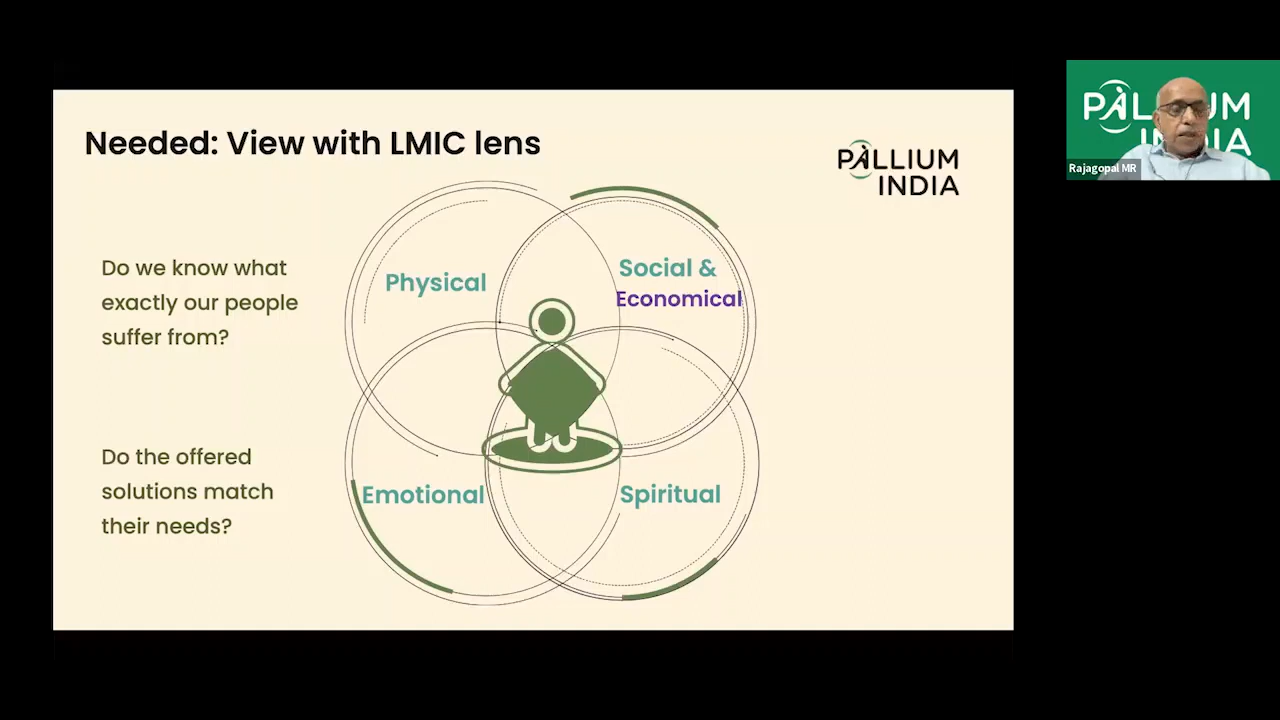 Needed: View with LMIC lens
PALLIUM
INDIA
Do we know what
exactly our people
suffer from?
Do the offered
solutions match
their needs?
Physical
Social &
Economical
Emotional
Spiritual
Rajagopal MR